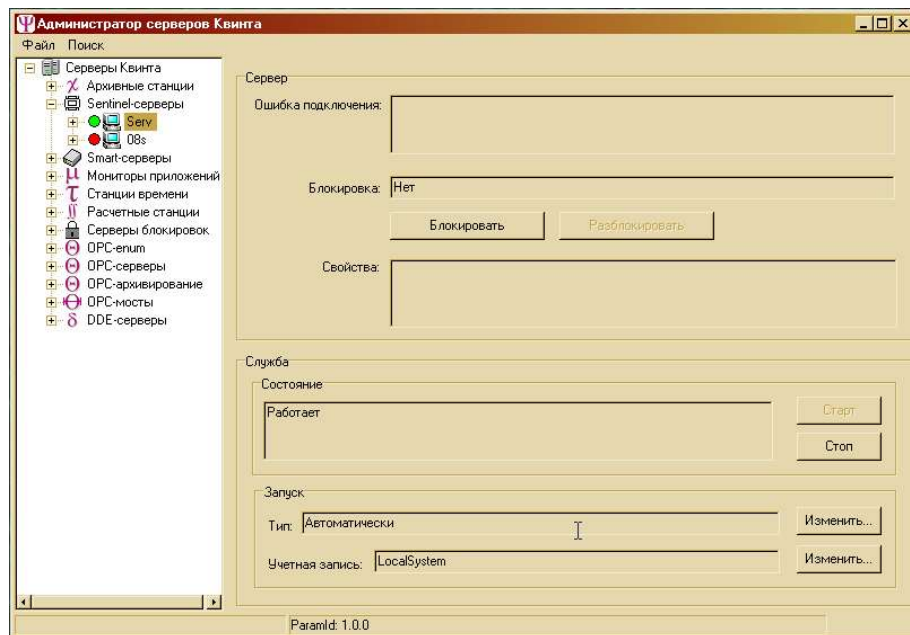 Администратор серверов Квинта
Файл Поиск
Серверы Квинта
Архивные станции
Sentinel-серверы
Serv
08s
Smart-серверы
Мониторы приложений
Станции времени
Расчетные станции
Серверы блокировок
OPC-enum
OPC-серверы
OPC-архивирование
OPC-мосты
DDE-серверы
Сервер
Ошибка подключения:
Блокировка: Нет
Блокировать Разблокировать
Свойства:
Служба
Состояние
Работает
Старт
Стоп
Запуск
Тип: Автоматически Изменить...
Учетная запись: LocalSystem Изменить...
ParamId: 1.0.0